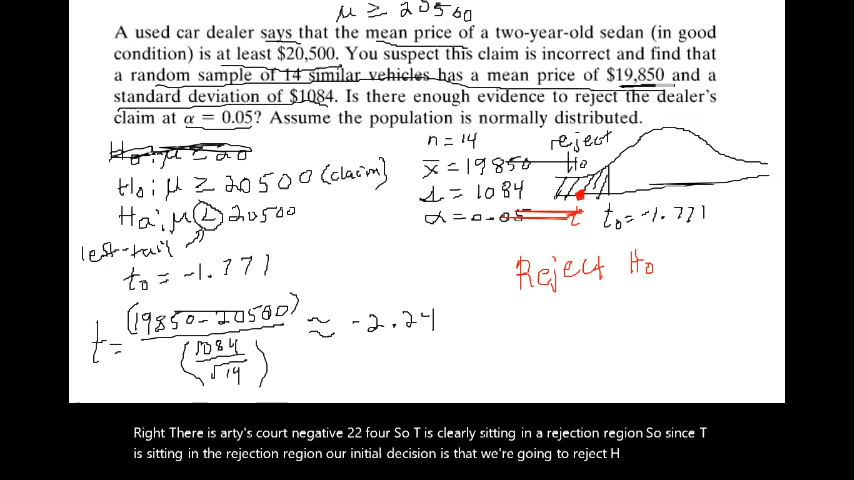 μ ≥ 20500
A used car dealer says that the mean price of a two-year-old sedan (in good
condition) is at least $20,500. You suspect this claim is incorrect and find that
a random sample of 14 similar vehicles has a mean price of $19,850 and a
standard deviation of $1084. Is there enough evidence to reject the dealer's
claim at α = 0.05? Assume the population is normally distributed.
H₀: μ ≥ 20
H₀: μ ≥ 20500 (claim)
Ha: μ < 20500
left-tail
t₀ = -1.771
t = (19850 - 20500) / (1084 / √14) ≈ -2.24
n = 14
x̄ = 19850
s = 1084
α = 0.05
reject
H₀
t t₀ = -1.771
Reject H₀
Right There is arty's court negative 22 four So T is clearly sitting in a rejection region So since T
is sitting in the rejection region our initial decision is that we're going to reject H